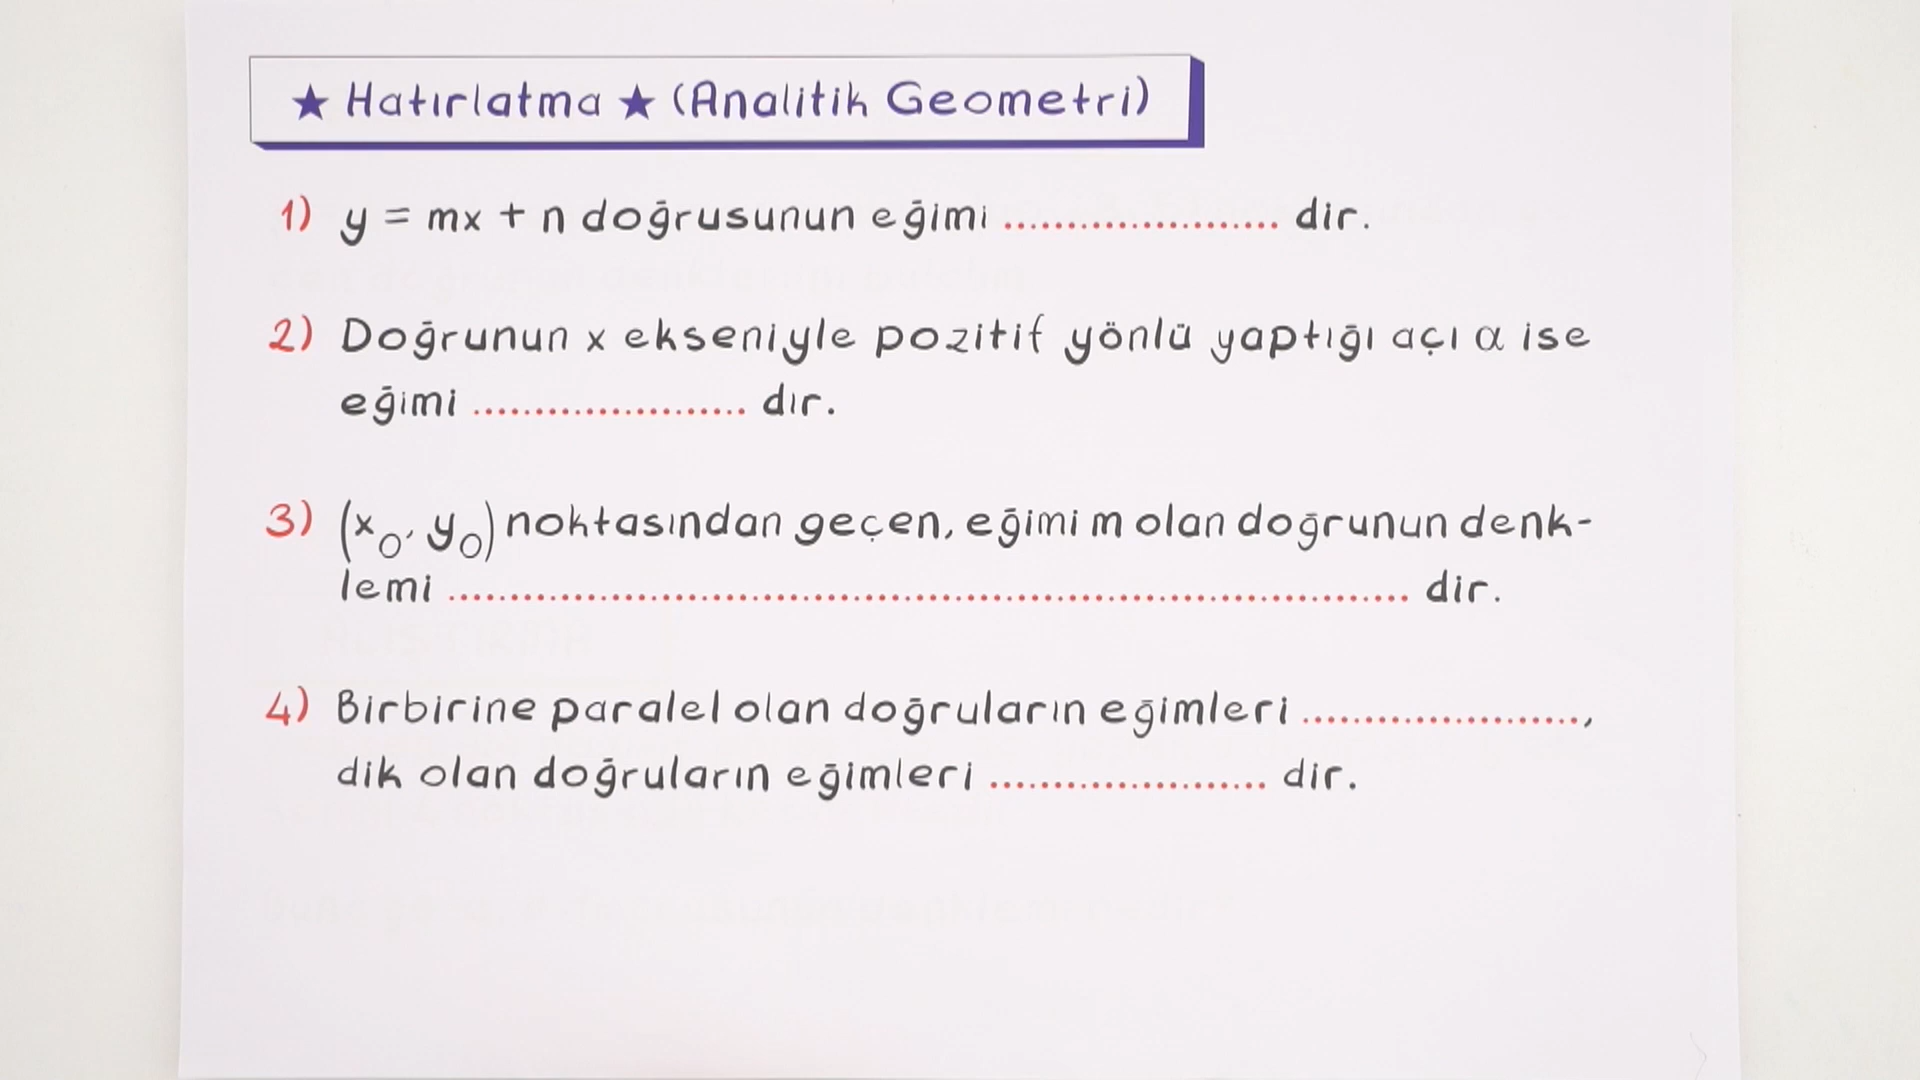 ★ Hatırlatma ★ (Analitik Geometri)
1) y = mx + n doğrusunun eğimi ...................... dir.
2) Doğrunun x ekseniyle pozitif yönlü yaptığı açı α ise
eğimi ...................... dır.
3) (x₀, y₀) noktasından geçen, eğimi m olan doğrunun denk-
lemi ............................................................................ dir.
4) Birbirine paralel olan doğruların eğimleri ......................,
dik olan doğruların eğimleri ...................... dir.